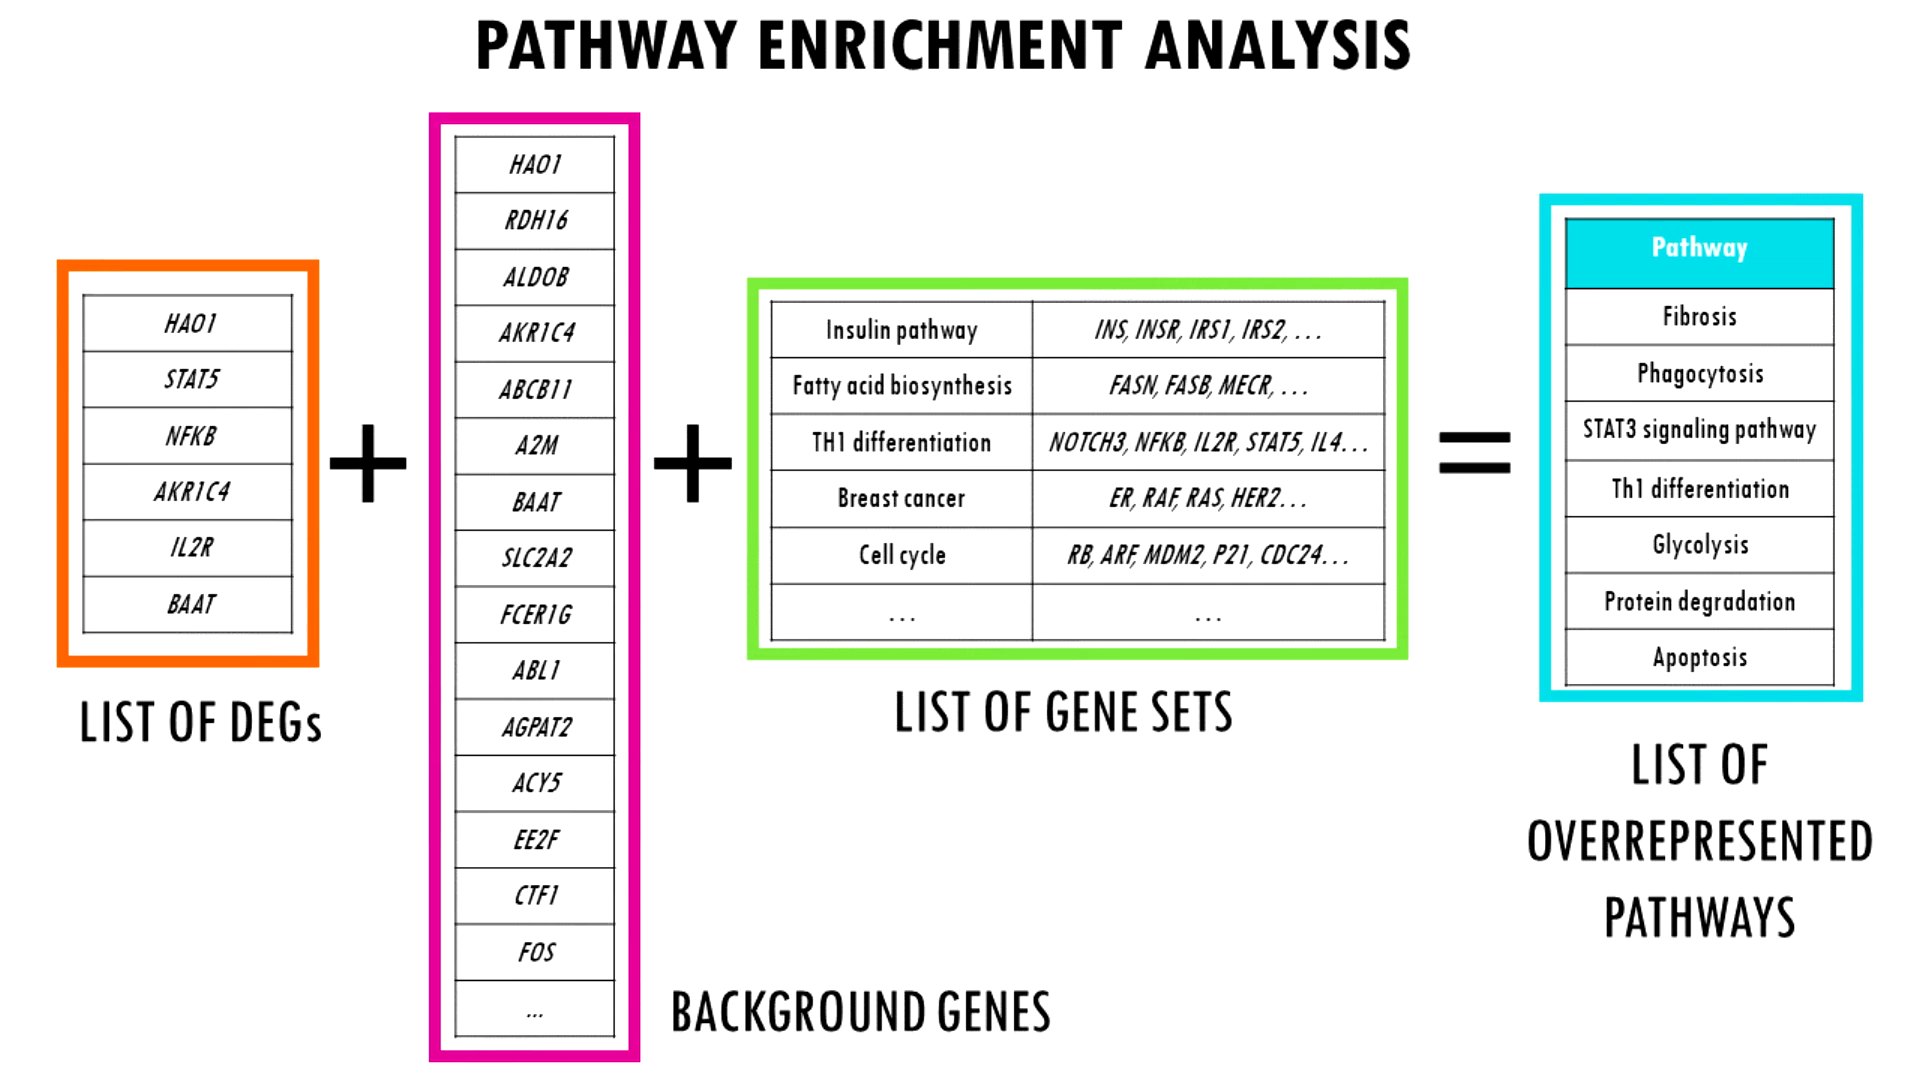 PATHWAY ENRICHMENT ANALYSIS
HAO1
STAT5
NFKB
AKR1C4
IL2R
BAAT
LIST OF DEGs
+
HAO1
RDH16
ALDOB
AKR1C4
ABCB11
A2M
BAAT
SLC2A2
FCER1G
ABL1
AGPAT2
ACY5
EE2F
CTF1
FOS
...
BACKGROUND GENES
+
Insulin pathway INS, INSR, IRS1, IRS2, ...
Fatty acid biosynthesis FASN, FASB, MECR, ...
TH1 differentiation NOTCH3, NFKB, IL2R, STAT5, IL4...
Breast cancer ER, RAF, RAS, HER2...
Cell cycle RB, ARF, MDM2, P21, CDC24...
... ...
LIST OF GENE SETS
=
Pathway
Fibrosis
Phagocytosis
STAT3 signaling pathway
Th1 differentiation
Glycolysis
Protein degradation
Apoptosis
LIST OF
OVERREPRESENTED
PATHWAYS